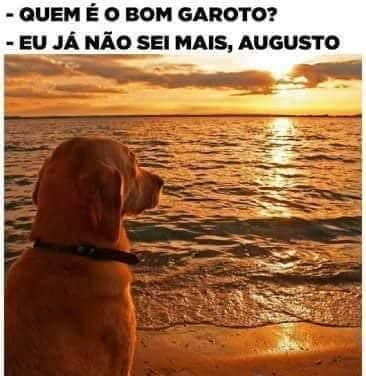 - QUEM É O BOM GAROTO?
- EU JÁ NÃO SEI MAIS, AUGUSTO